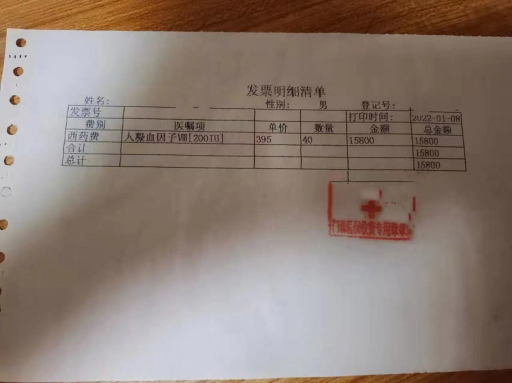 发票明细清单
姓名: 性别: 男 登记号:
发票号 打印时间: 2022-01-08
费别 医嘱项 单价 数量 金额 总金额
西药费 人凝血因子Ⅷ[200IU] 395 40 15800 15800
合计 15800
总计 15800